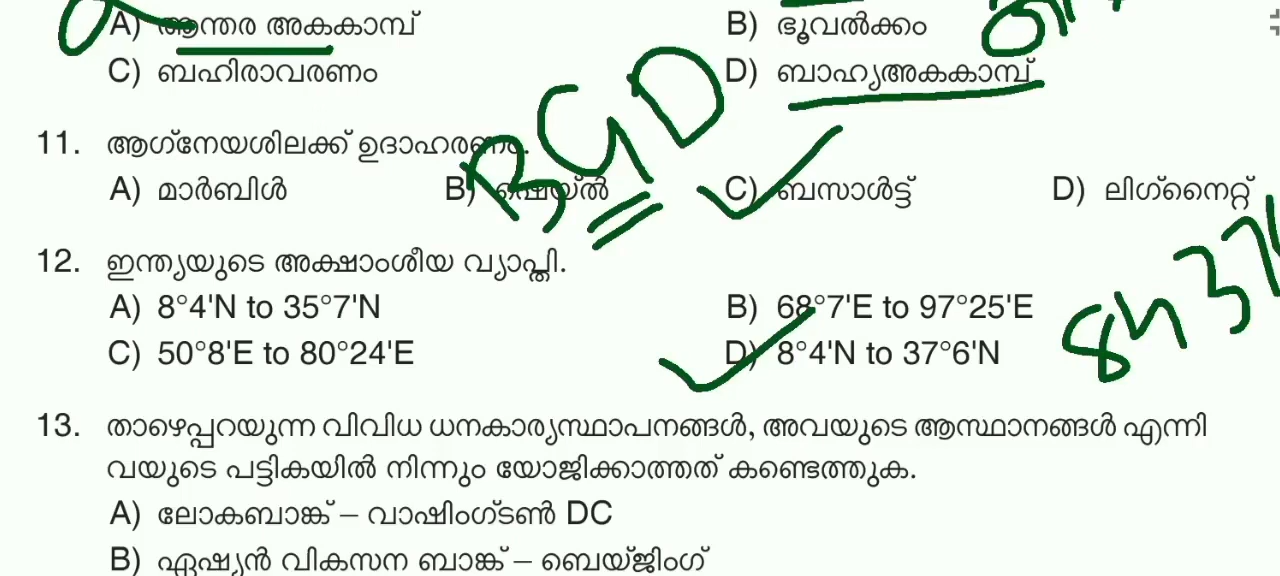 A) ആന്തര അകക്കാമ്പ് B) ഭൂവൽക്കം
C) ബഹിരാവരണം D) ബാഹ്യഅകക്കാമ്പ്
11. ആഗ്നേയശിലക്ക് ഉദാഹരണം.
A) മാർബിൾ B) ഷെയ്ൽ C) ബസാൾട്ട് D) ലിഗ്നൈറ്റ്
BGD
12. ഇന്ത്യയുടെ അക്ഷാംശീയ വ്യാപ്തി.
A) 8°4'N to 35°7'N B) 68°7'E to 97°25'E
C) 50°8'E to 80°24'E D) 8°4'N to 37°6'N
13. താഴെപ്പറയുന്ന വിവിധ ധനകാര്യസ്ഥാപനങ്ങൾ, അവയുടെ ആസ്ഥാനങ്ങൾ എന്നി
വയുടെ പട്ടികയിൽ നിന്നും യോജിക്കാത്തത് കണ്ടെത്തുക.
A) ലോകബാങ്ക് – വാഷിംഗ്ടൺ DC
B) ഏഷ്യൻ വികസന ബാങ്ക് – ബെയ്ജിംഗ്